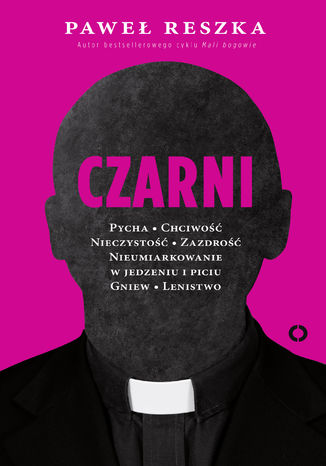 PAWEŁ RESZKA
Autor bestsellerowego cyklu Mali bogowie
CZARNI
PYCHA • CHCIWOŚĆ
NIECZYSTOŚĆ • ZAZDROŚĆ
NIEUMIARKOWANIE
W JEDZENIU I PICIU
GNIEW • LENISTWO